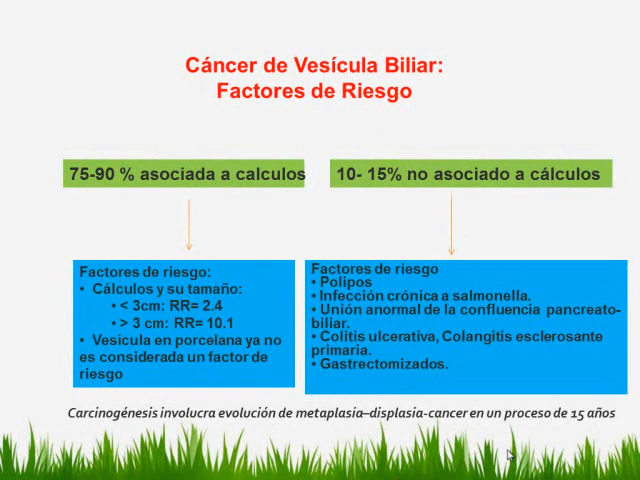 Cáncer de Vesícula Biliar:
Factores de Riesgo
75-90 % asociada a calculos
10- 15% no asociado a cálculos
Factores de riesgo:
• Cálculos y su tamaño:
• < 3cm: RR= 2.4
• > 3 cm: RR= 10.1
• Vesicula en porcelana ya no
es considerada un factor de
riesgo
Factores de riesgo
• Polipos
• Infección crónica a salmonella.
• Unión anormal de la confluencia pancreato-
biliar.
• Colitis ulcerativa, Colangitis esclerosante
primaria.
• Gastrectomizados.
Carcinogénesis involucra evolución de metaplasia–displasia-cancer en un proceso de 15 años